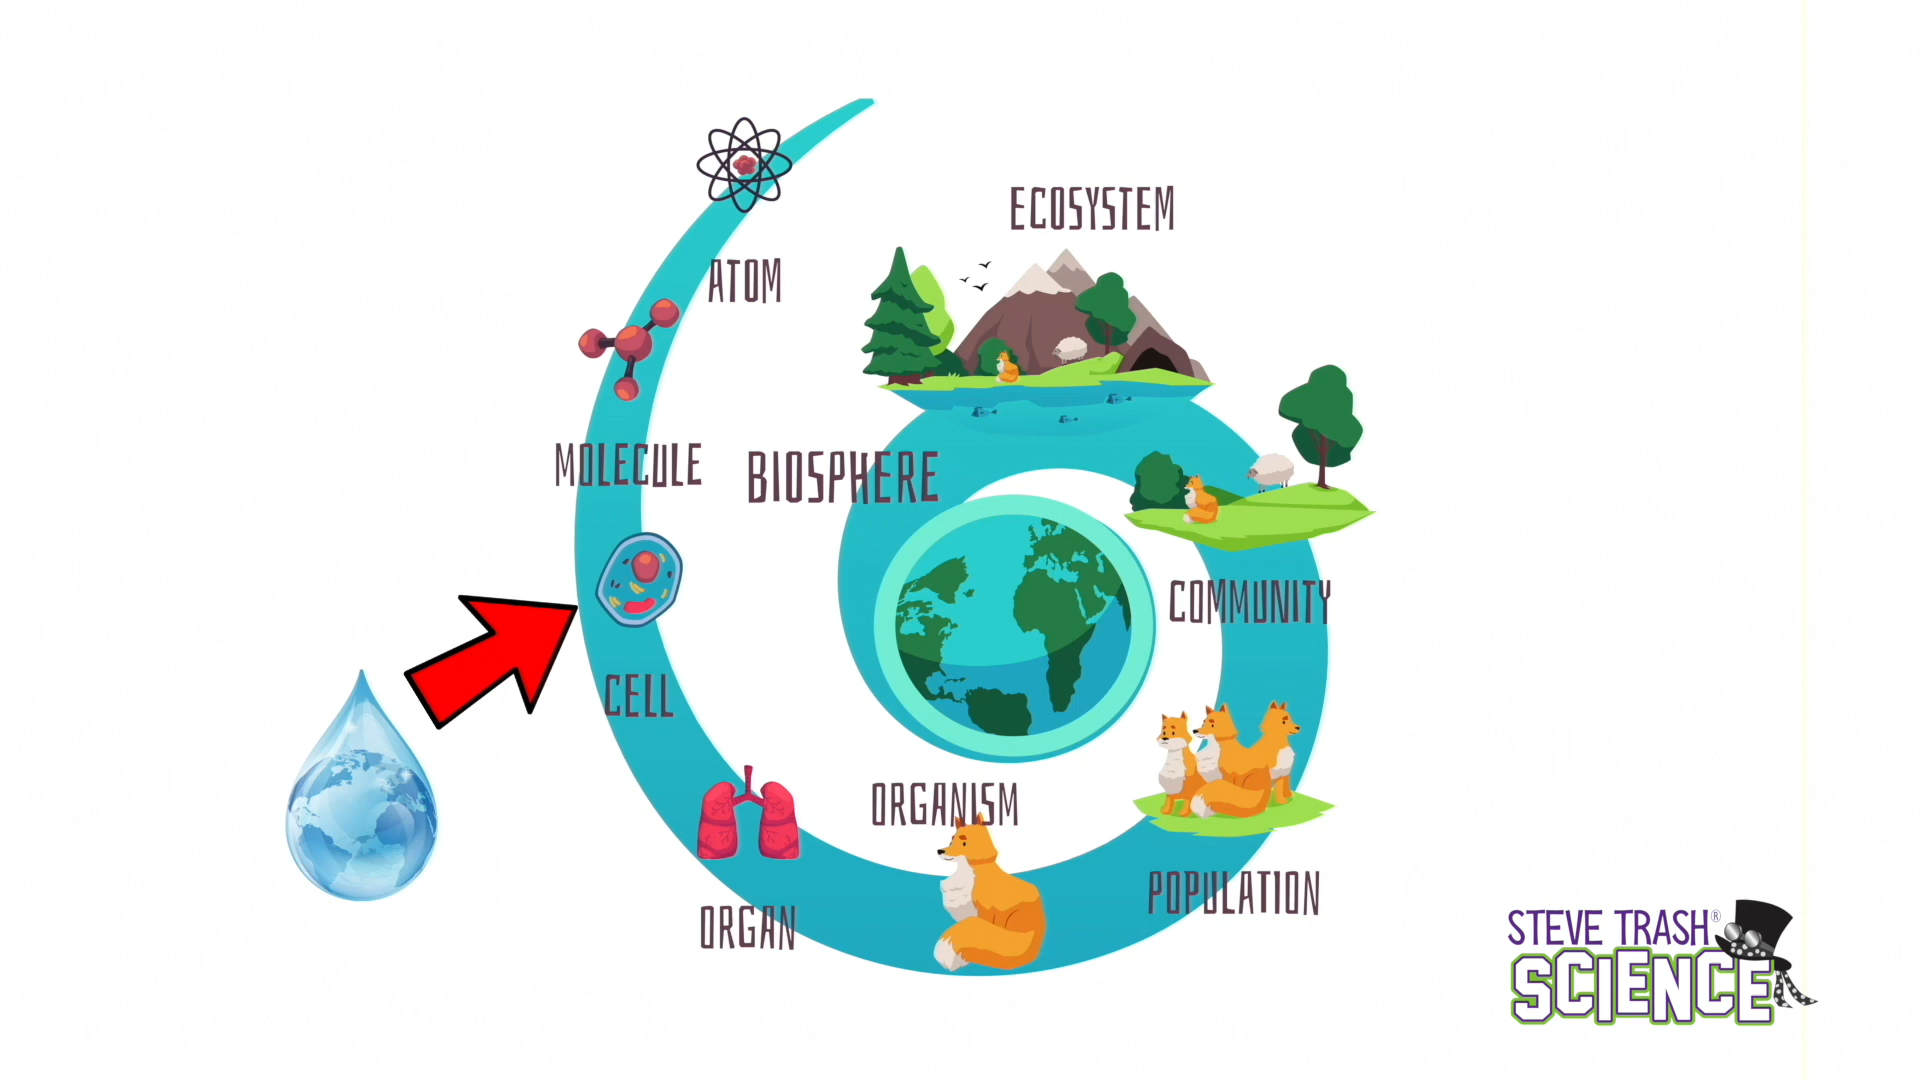 ATOM
MOLECULE
CELL
ORGAN
ORGANISM
POPULATION
COMMUNITY
ECOSYSTEM
BIOSPHERE
STEVE TRASH®
SCIENCE